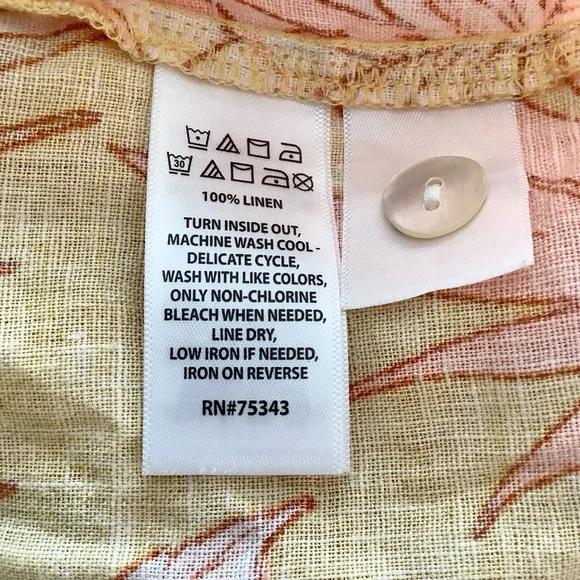 30
100% LINEN
TURN INSIDE OUT,
MACHINE WASH COOL -
DELICATE CYCLE,
WASH WITH LIKE COLORS,
ONLY NON-CHLORINE
BLEACH WHEN NEEDED,
LINE DRY,
LOW IRON IF NEEDED,
IRON ON REVERSE
RN#75343